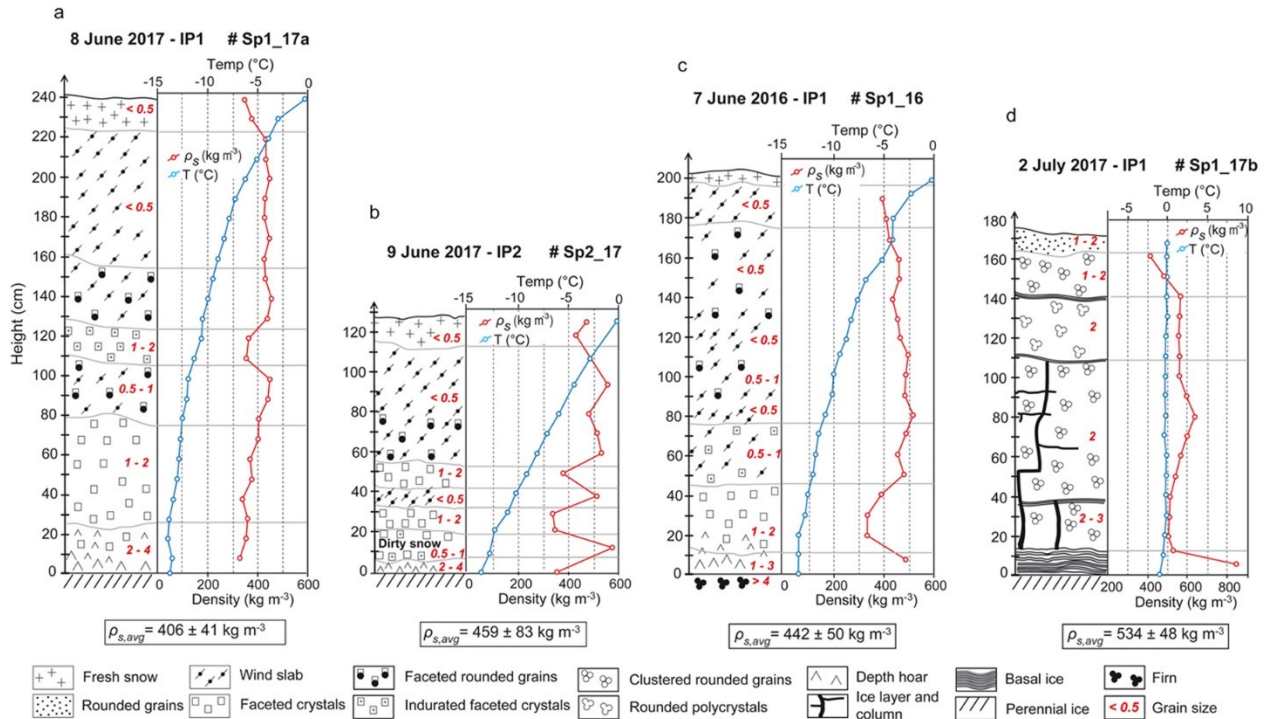 a
8 June 2017 - IP1 # Sp1_17a
Temp (°C)
-15 -10 -5 0
Height (cm)
240
220
200
180
160
140
120
100
80
60
40
20
0
ρs (kg m-3)
T (°C)
< 0.5
< 0.5
1 - 2
0.5 - 1
1 - 2
2 - 4
0 200 400 600
Density (kg m-3)
ρs,avg= 406 ± 41 kg m-3
b
9 June 2017 - IP2 # Sp2_17
Temp (°C)
-15 -10 -5 0
120
100
80
60
40
20
0
ρs (kg m-3)
T (°C)
< 0.5
< 0.5
1 - 2
< 0.5
1 - 2
Dirty snow
0.5 - 1
2 - 4
0 200 400 600
Density (kg m-3)
ρs,avg= 459 ± 83 kg m-3
c
7 June 2016 - IP1 # Sp1_16
Temp (°C)
-15 -10 -5 0
200
180
160
140
120
100
80
60
40
20
0
ρs (kg m-3)
T (°C)
< 0.5
< 0.5
0.5 - 1
< 0.5
0.5 - 1
1 - 2
1 - 3
> 4
0 200 400 600
Density (kg m-3)
ρs,avg= 442 ± 50 kg m-3
d
2 July 2017 - IP1 # Sp1_17b
Temp (°C)
-5 0 5 10
180
160
140
120
100
80
60
40
20
0
ρs (kg m-3)
T (°C)
1 - 2
1 - 2
2
2
2 - 3
200 400 600 800
Density (kg m-3)
ρs,avg= 534 ± 48 kg m-3
Fresh snow
Wind slab
Faceted rounded grains
Clustered rounded grains
Depth hoar
Basal ice
Firn
Rounded grains
Faceted crystals
Indurated faceted crystals
Rounded polycrystals
Ice layer and
column
Perennial ice
< 0.5
Grain size